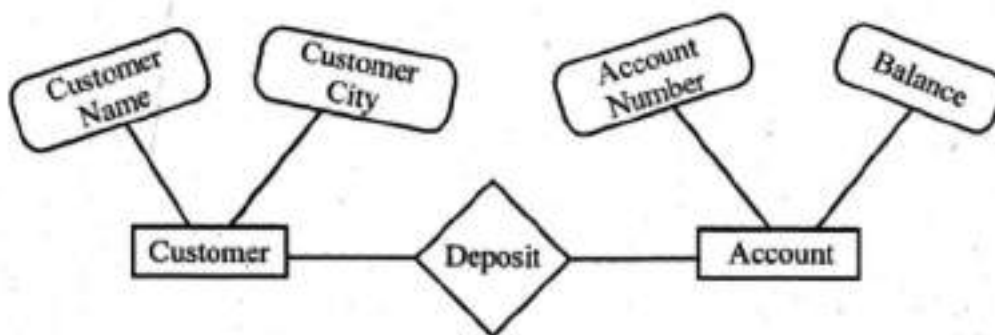 Customer
Name
Customer
City
Account
Number
Balance
Customer
Deposit
Account